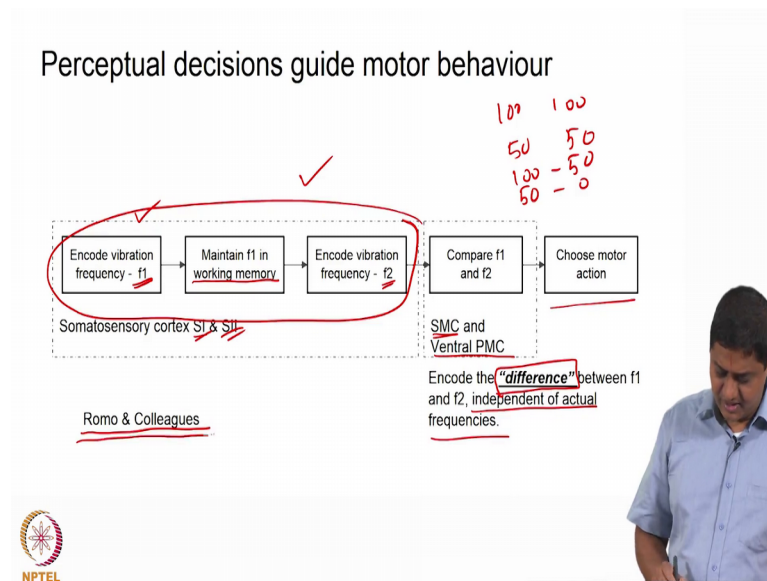 Perceptual decisions guide motor behaviour
100 100
50 50
100 - 50
50 - 0
Encode vibration
frequency - f1
Maintain f1 in
working memory
Encode vibration
frequency - f2
Compare f1
and f2
Choose motor
action
Somatosensory cortex SI & SII
SMC and
Ventral PMC
Encode the "difference" between f1
and f2, independent of actual
frequencies.
Romo & Colleagues
NPTEL